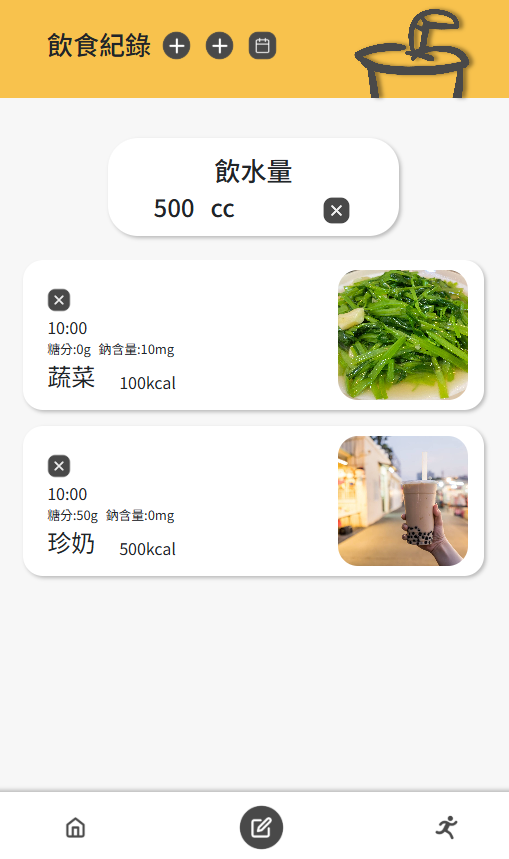 飲食紀錄
飲水量
500 cc
10:00
糖分:0g 鈉含量:10mg
蔬菜 100kcal
10:00
糖分:50g 鈉含量:0mg
珍奶 500kcal